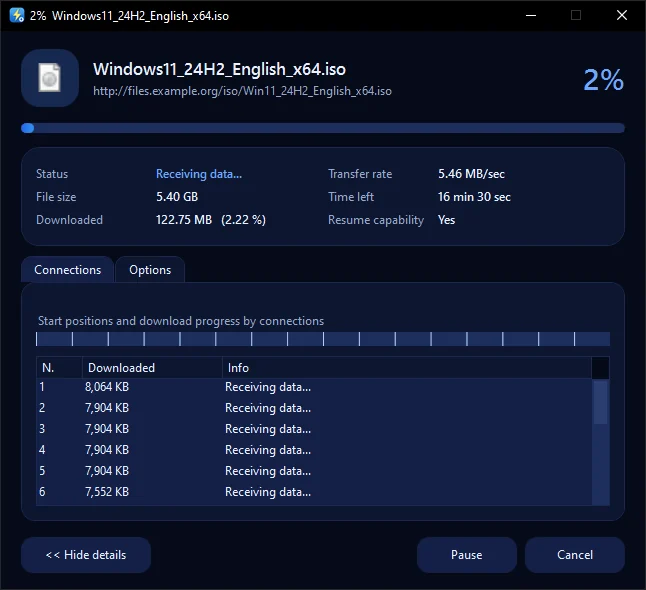 2% Windows11_24H2_English_x64.iso
Windows11_24H2_English_x64.iso
http://files.example.org/iso/Win11_24H2_English_x64.iso
2%
Status Receiving data... Transfer rate 5.46 MB/sec
File size 5.40 GB Time left 16 min 30 sec
Downloaded 122.75 MB (2.22 %) Resume capability Yes
Connections Options
Start positions and download progress by connections
N. Downloaded Info
1 8,064 KB Receiving data...
2 7,904 KB Receiving data...
3 7,904 KB Receiving data...
4 7,904 KB Receiving data...
5 7,904 KB Receiving data...
6 7,552 KB Receiving data...
<< Hide details Pause Cancel